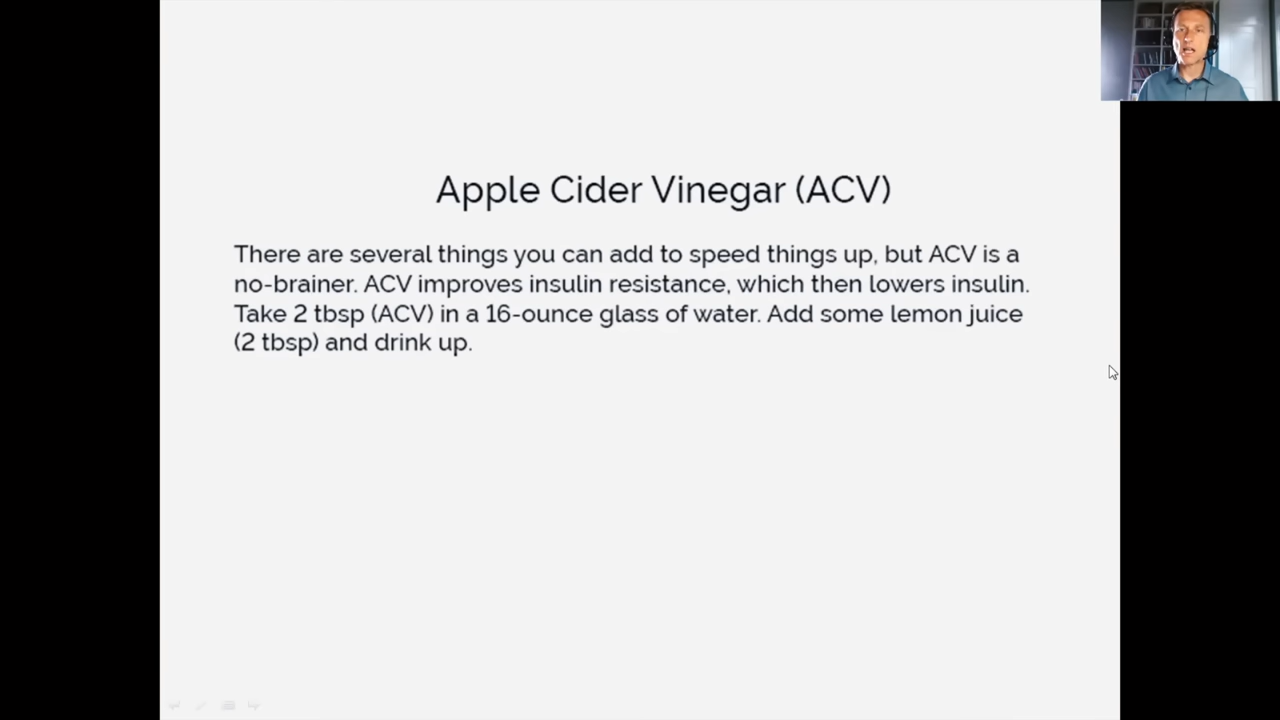 Apple Cider Vinegar (ACV)
There are several things you can add to speed things up, but ACV is a
no-brainer. ACV improves insulin resistance, which then lowers insulin.
Take 2 tbsp (ACV) in a 16-ounce glass of water. Add some lemon juice
(2 tbsp) and drink up.